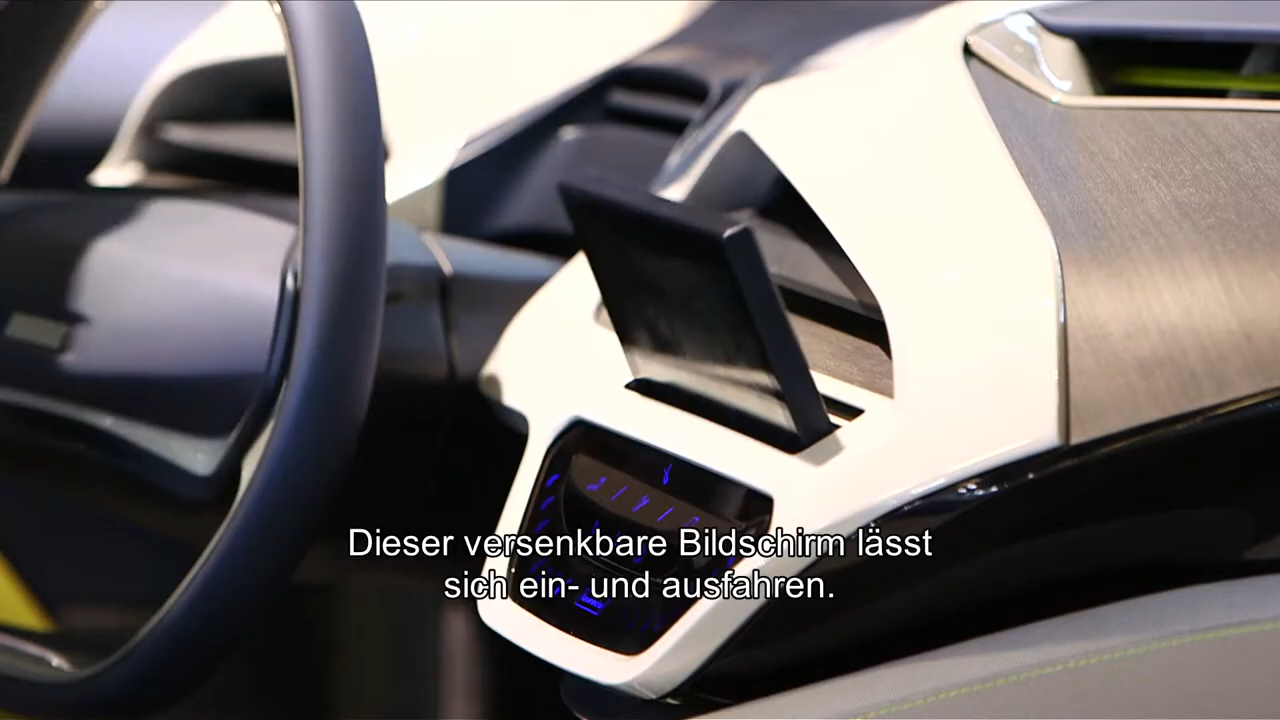 Dieser versenkbare Bildschirm lässt
sich ein- und ausfahren.